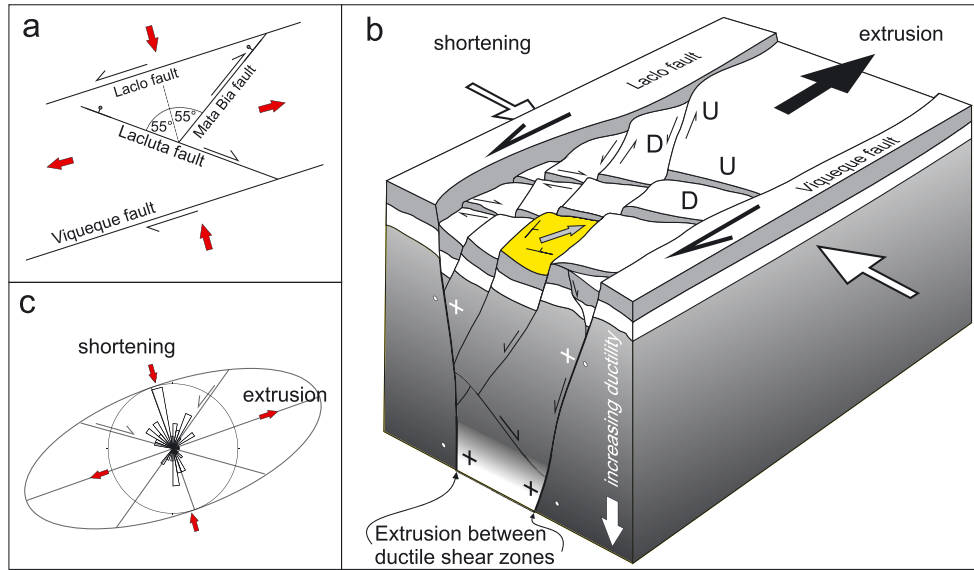 a
Laclo fault
Mata Bia fault
55°
55°
Lacluta fault
Viqueque fault
b
shortening
extrusion
Laclo fault
U
D
U
D
Viqueque fault
increasing ductility
Extrusion between
ductile shear zones
c
shortening
extrusion